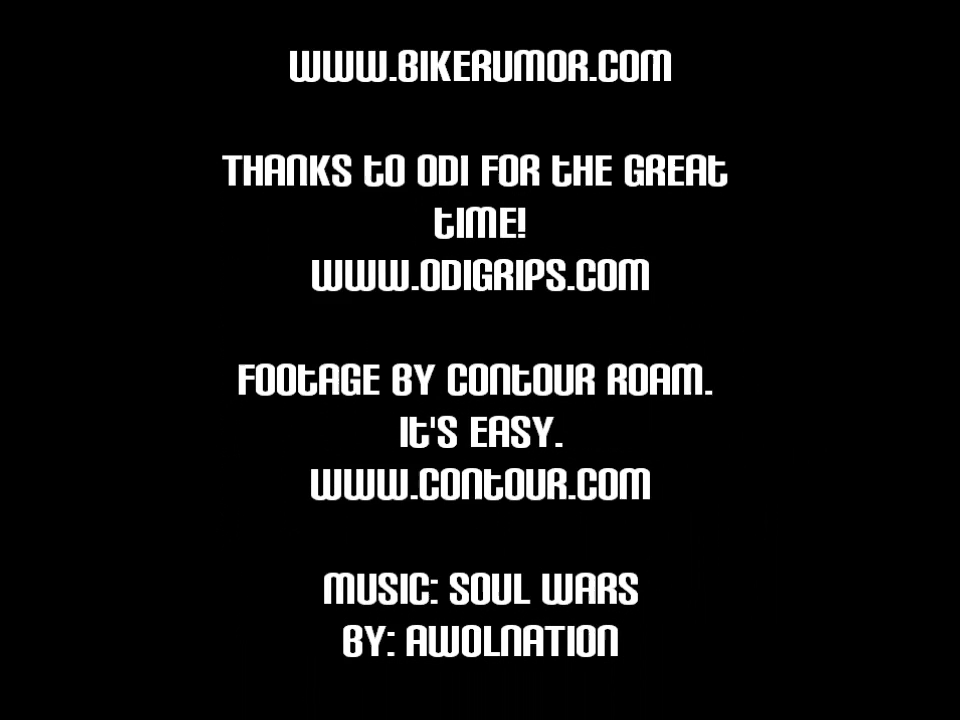 WWW.BIKERUMOR.COM
THANKS tO ODI FOR tHE GREAt
tIME!
WWW.ODIGRIPS.COM
FOOtAGE BY CONtOUR ROAM.
It'S EASY.
WWW.CONtOUR.COM
MUSIC: SOUL WARS
BY: AWOLNATION